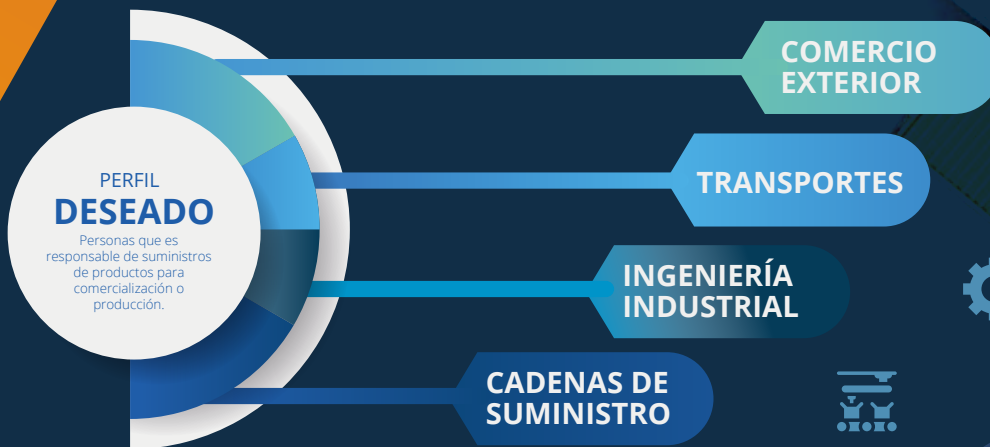 PERFIL
DESEADO
Personas que es
responsable de suministros
de productos para
comercialización o
producción.
COMERCIO
EXTERIOR
TRANSPORTES
INGENIERÍA
INDUSTRIAL
CADENAS DE
SUMINISTRO